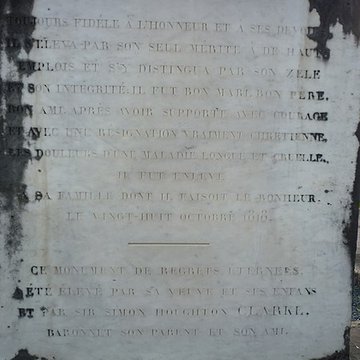 TOUJOURS FIDÈLE A L'HONNEUR ET A SES DEVOIRS
IL S'ELEVA PAR SON SEUL MÉRITE A DE HAUTS
EMPLOIS ET S'Y DISTINGUA PAR SON ZÈLE
ET SON INTÉGRITÉ. IL FUT BON MARI, BON PÈRE,
BON AMI. APRÈS AVOIR SUPPORTÉ AVEC COURAGE
ET AVEC UNE RESIGNATION VRAIMENT CHRÉTIENNE,
LES DOULEURS D'UNE MALADIE LONGUE ET CRUELLE,
IL FUT ENLEVÉ
A SA FAMILLE DONT IL FAISOIT LE BONHEUR.
LE VINGT-HUIT OCTOBRE 1818.
CE MONUMENT DE REGRETS ETERNELS
A ÉTÉ ÉLEVÉ PAR SA VEUVE ET SES ENFANS
ET PAR SIR SIMON HOUGHTON CLARKE.
BARONNET SON PARENT ET SON AMI.